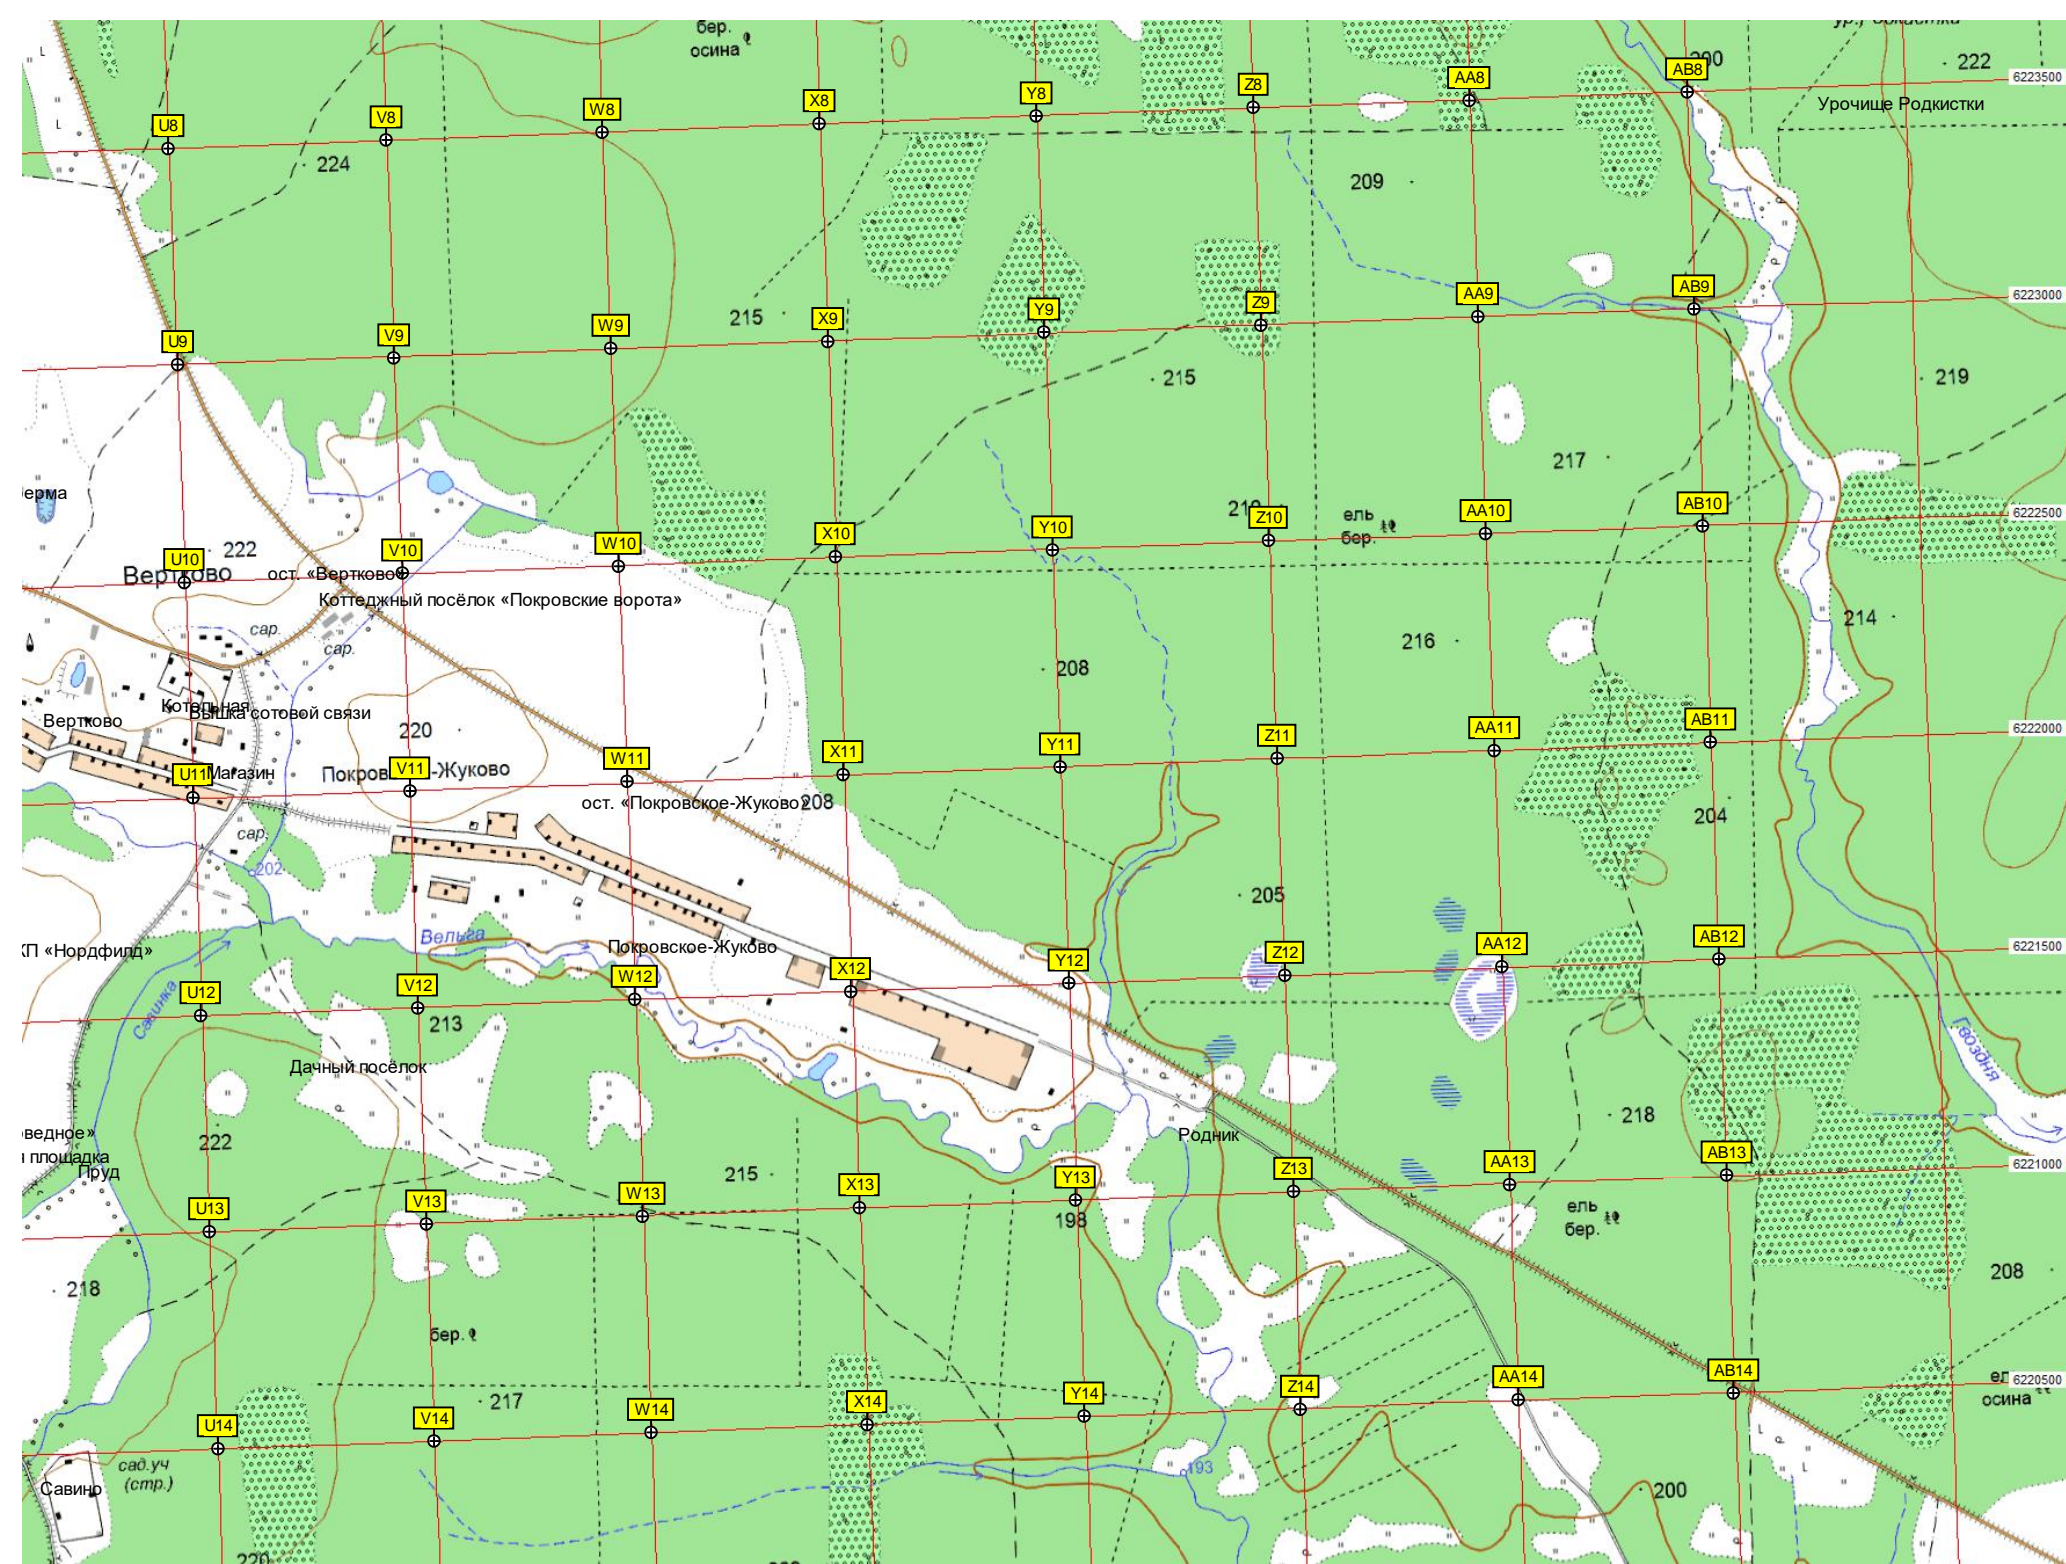 бер.
осина
200
222
6223500
Урочище Родкистки
U8
V8
W8
X8
Y8
Z8
AA8
AB8
224
209
215
U9
V9
W9
X9
Y9
Z9
AA9
AB9
6223000
215
219
217
ель
бер.
222
Вертково
ост. «Вертково»
Коттеджный посёлок «Покровские ворота»
U10
V10
W10
X10
Y10
Z10
AA10
AB10
6222500
сар.
сар.
216
214
208
Котельная
Вышка сотовой связи
Вертково
220
U11
V11
W11
X11
Y11
Z11
AA11
AB11
6222000
Магазин
-Жуково
ост. «Покровское-Жуково»
208
204
сар.
202
205
Вельга
Покровское-Жуково
КП «Нордфилд»
Савинка
U12
V12
W12
X12
Y12
Z12
AA12
AB12
6221500
213
Дачный посёлок
Гвоздня
218
222
Родник
площадка
Пруд
215
U13
V13
W13
X13
Y13
Z13
AA13
AB13
6221000
198
ель
бер.
218
208
бер.
217
U14
V14
W14
X14
Y14
Z14
AA14
AB14
6220500
осина
сад.уч
(стр.)
Савино
193
200
220